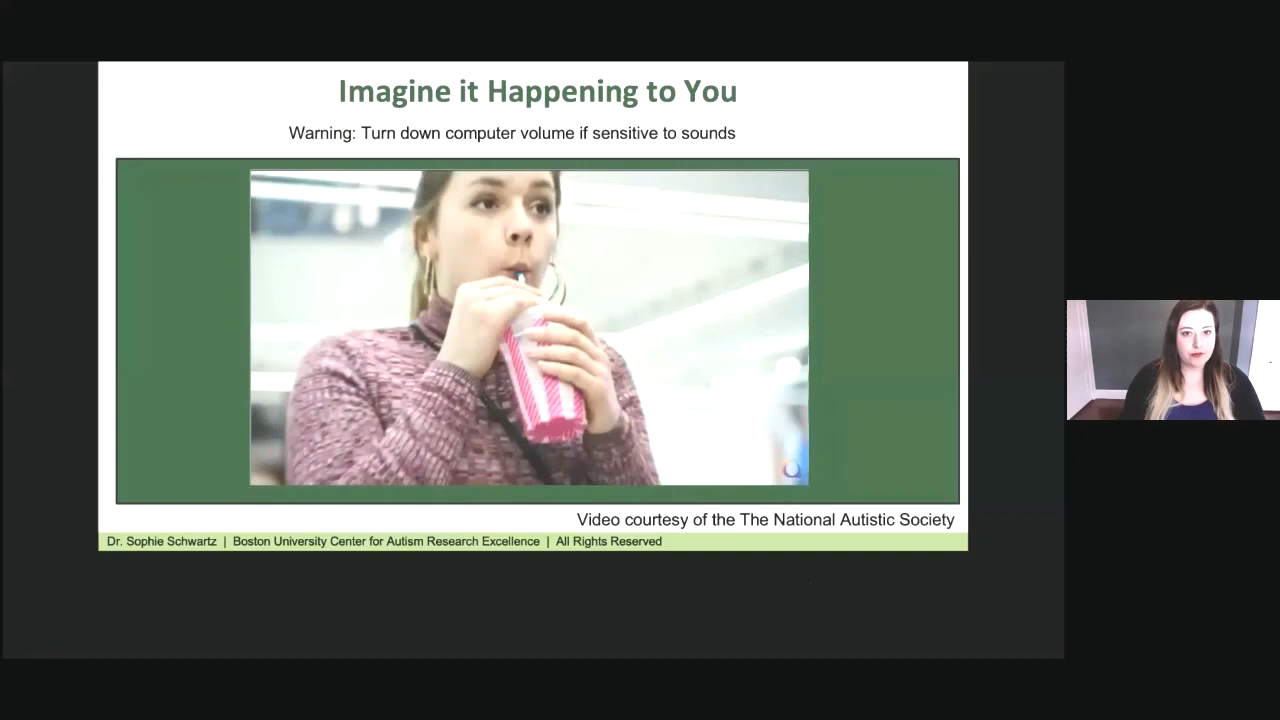 Imagine it Happening to You
Warning: Turn down computer volume if sensitive to sounds
Video courtesy of the The National Autistic Society
Dr. Sophie Schwartz | Boston University Center for Autism Research Excellence | All Rights Reserved